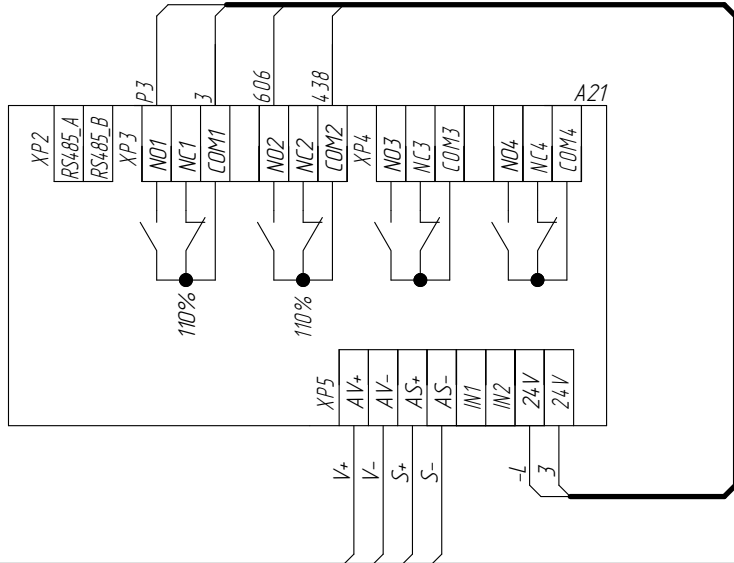 P3
3
606
438
A21
XP2
RS485_A
RS485_B
XP3
NO1
NC1
COM1
NO2
NC2
COM2
XP4
NO3
NC3
COM3
NO4
NC4
COM4
110%
110%
XP5
AV+
AV-
AS+
AS-
IN1
IN2
24V
24V
V+
V-
S+
S-
-L
3